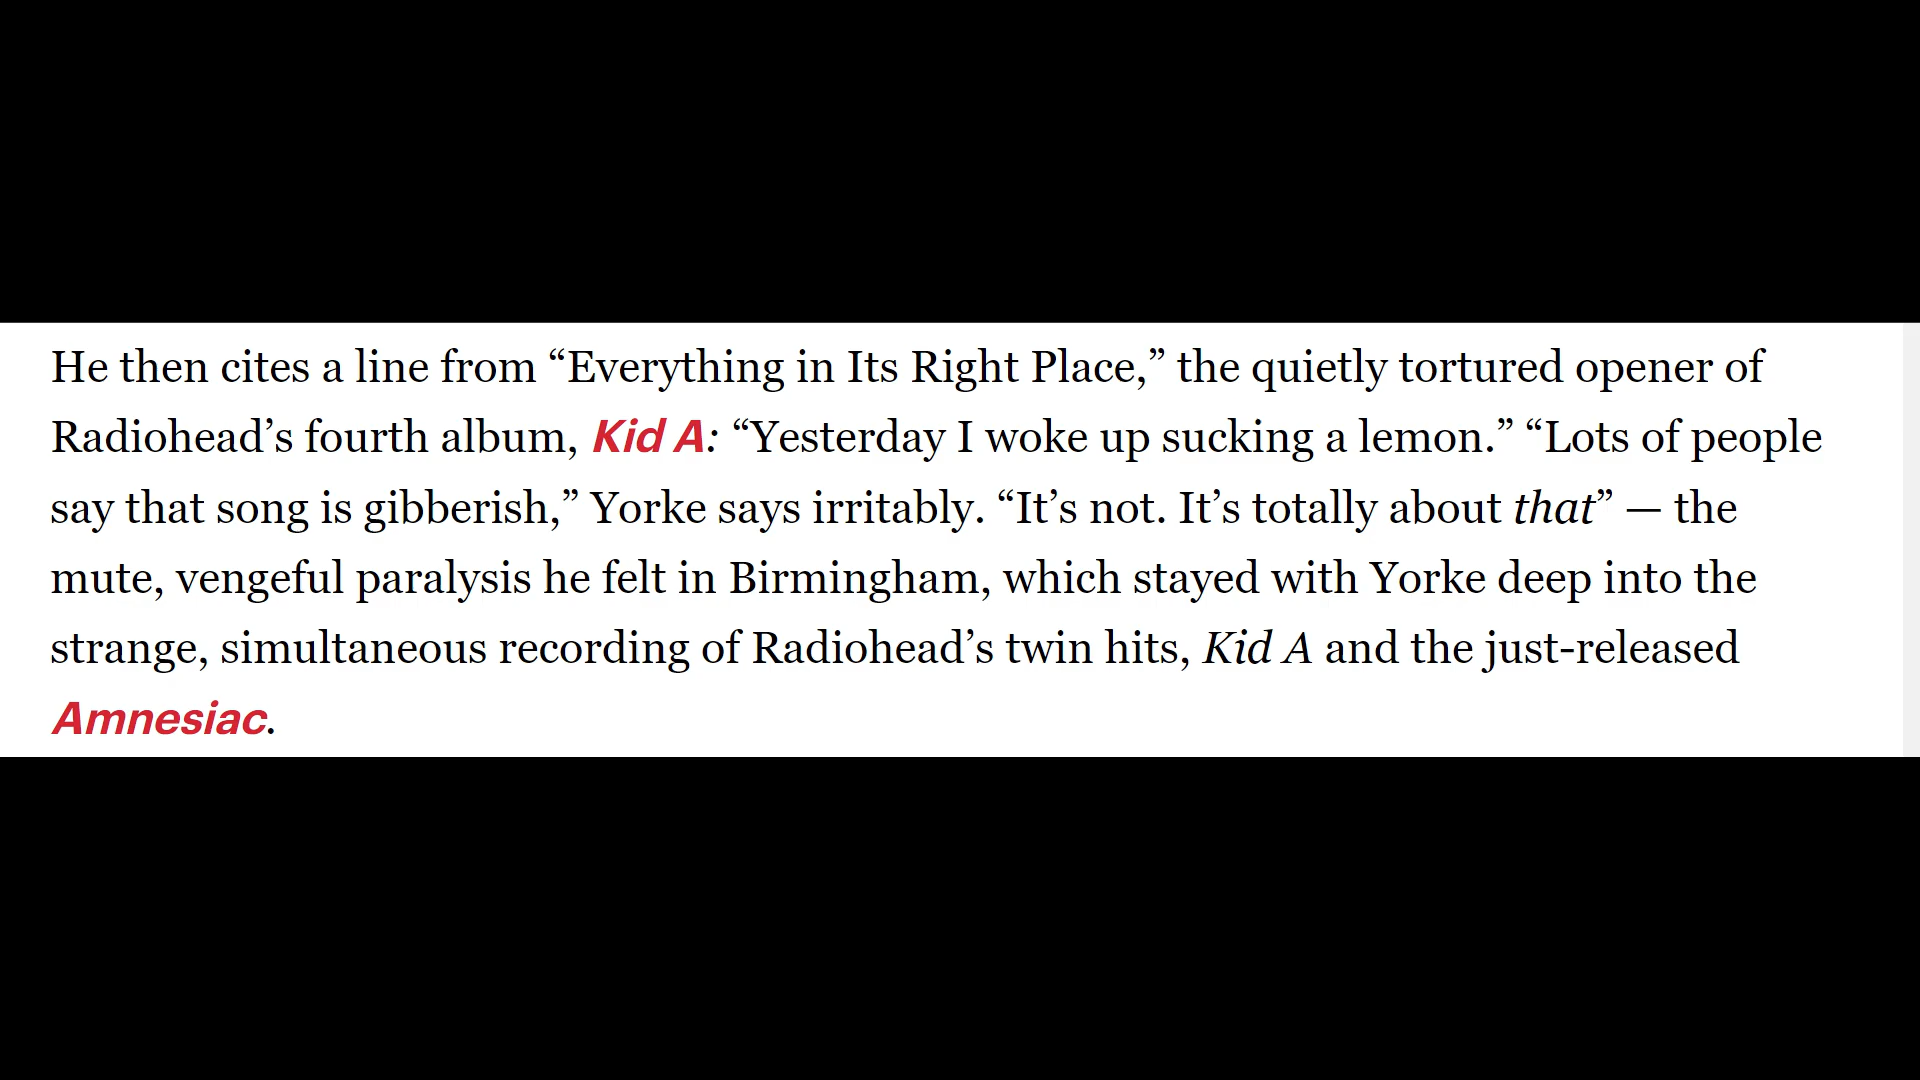 He then cites a line from “Everything in Its Right Place,” the quietly tortured opener of
Radiohead’s fourth album, Kid A: “Yesterday I woke up sucking a lemon.” “Lots of people
say that song is gibberish,” Yorke says irritably. “It’s not. It’s totally about that” — the
mute, vengeful paralysis he felt in Birmingham, which stayed with Yorke deep into the
strange, simultaneous recording of Radiohead’s twin hits, Kid A and the just-released
Amnesiac.